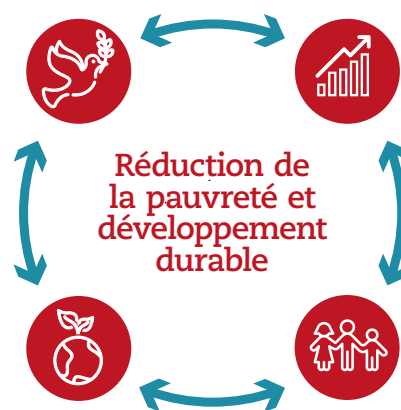 Réduction de
la pauvreté et
développement
durable